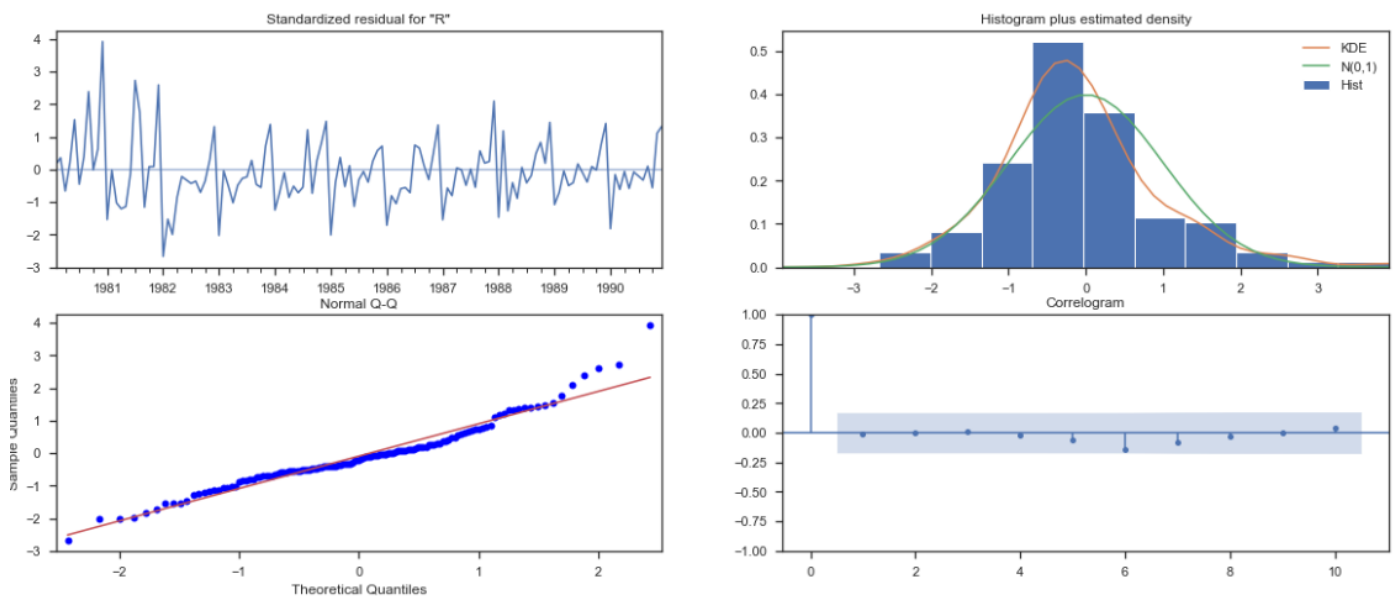 Standardized residual for "R"
4
3
2
1
0
−1
−2
−3
1981 1982 1983 1984 1985 1986 1987 1988 1989 1990
Histogram plus estimated density
KDE
N(0,1)
Hist
0.5
0.4
0.3
0.2
0.1
0.0
−3 −2 −1 0 1 2 3
Normal Q-Q
4
3
2
1
0
−1
−2
−3
Sample Quantiles
−2 −1 0 1 2
Theoretical Quantiles
Correlogram
1.00
0.75
0.50
0.25
0.00
−0.25
−0.50
−0.75
−1.00
0 2 4 6 8 10